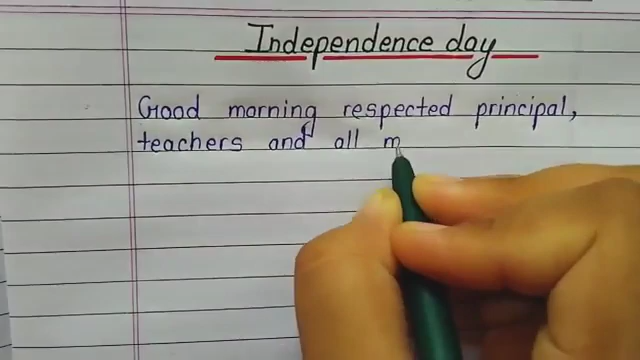 Independence day
Good morning respected principal,
teachers and all m